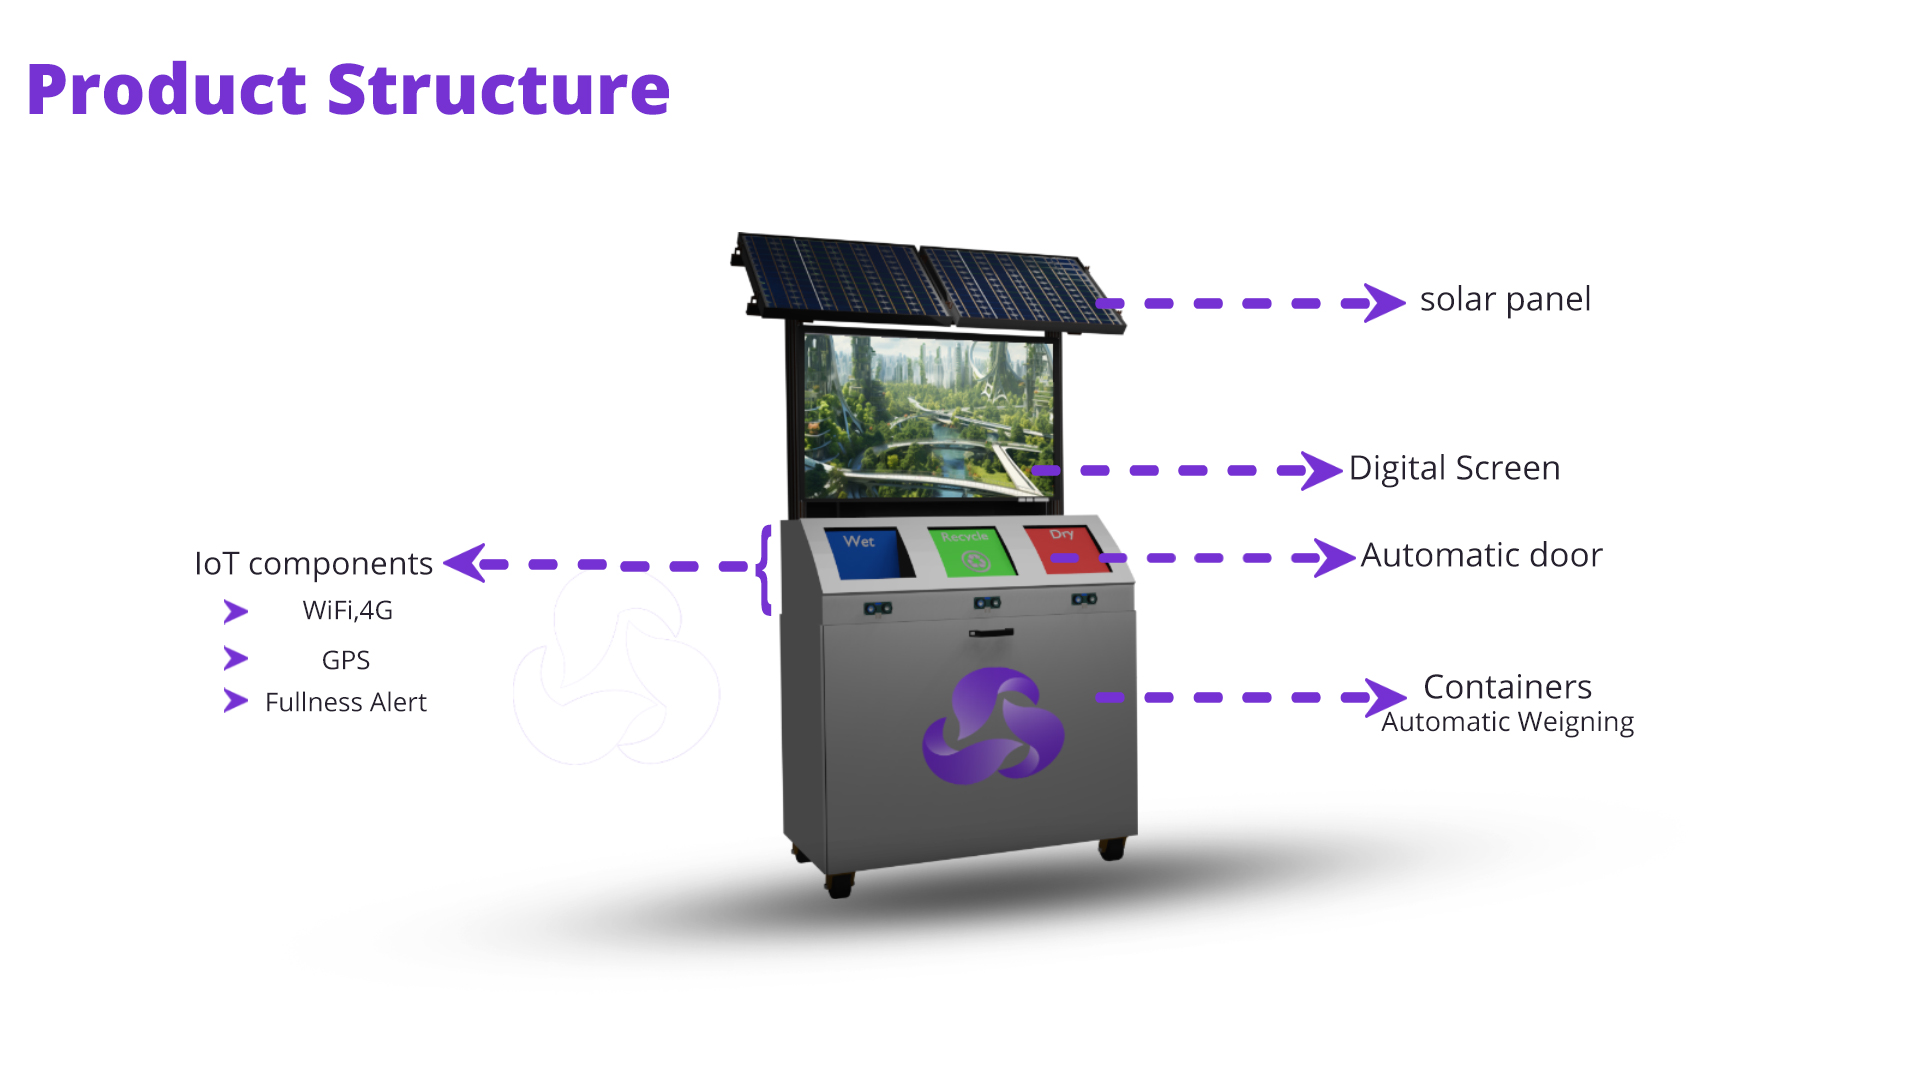 Product Structure
solar panel
Digital Screen
Wet
Recycle
Dry
Automatic door
IoT components
WiFi,4G
GPS
Fullness Alert
Containers
Automatic Weigning